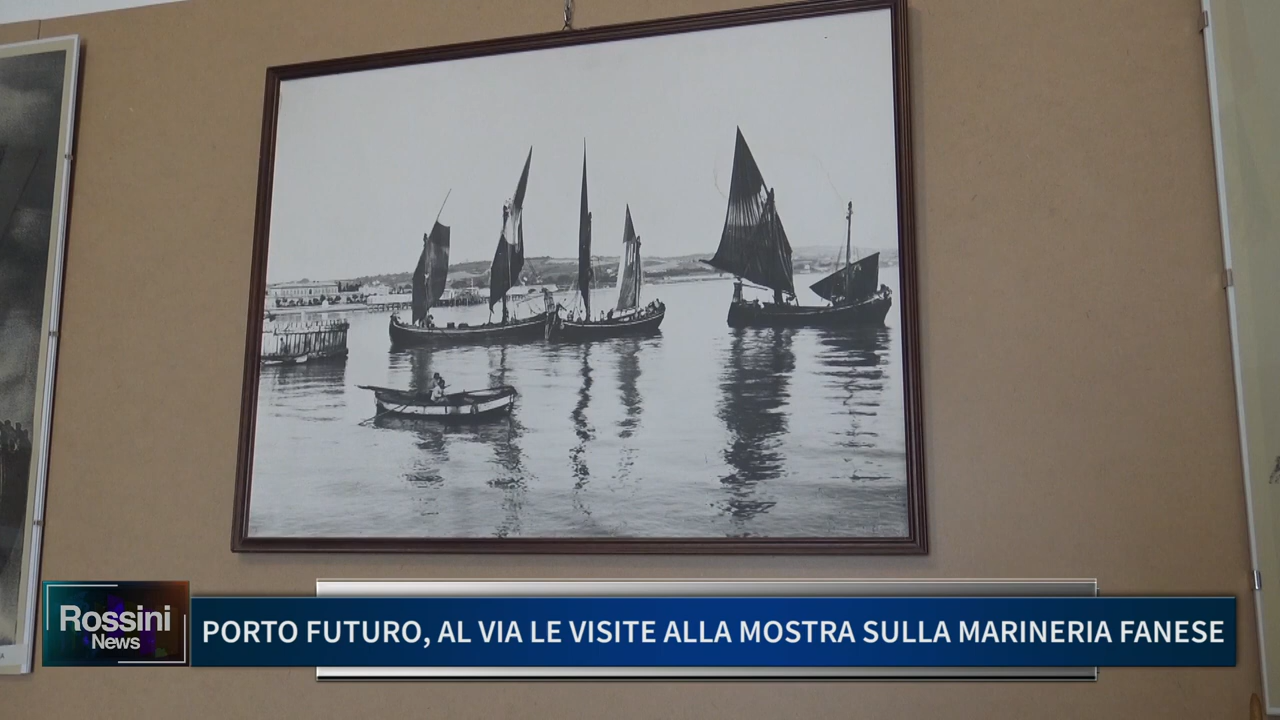 Rossini
News
PORTO FUTURO, AL VIA LE VISITE ALLA MOSTRA SULLA MARINERIA FANESE